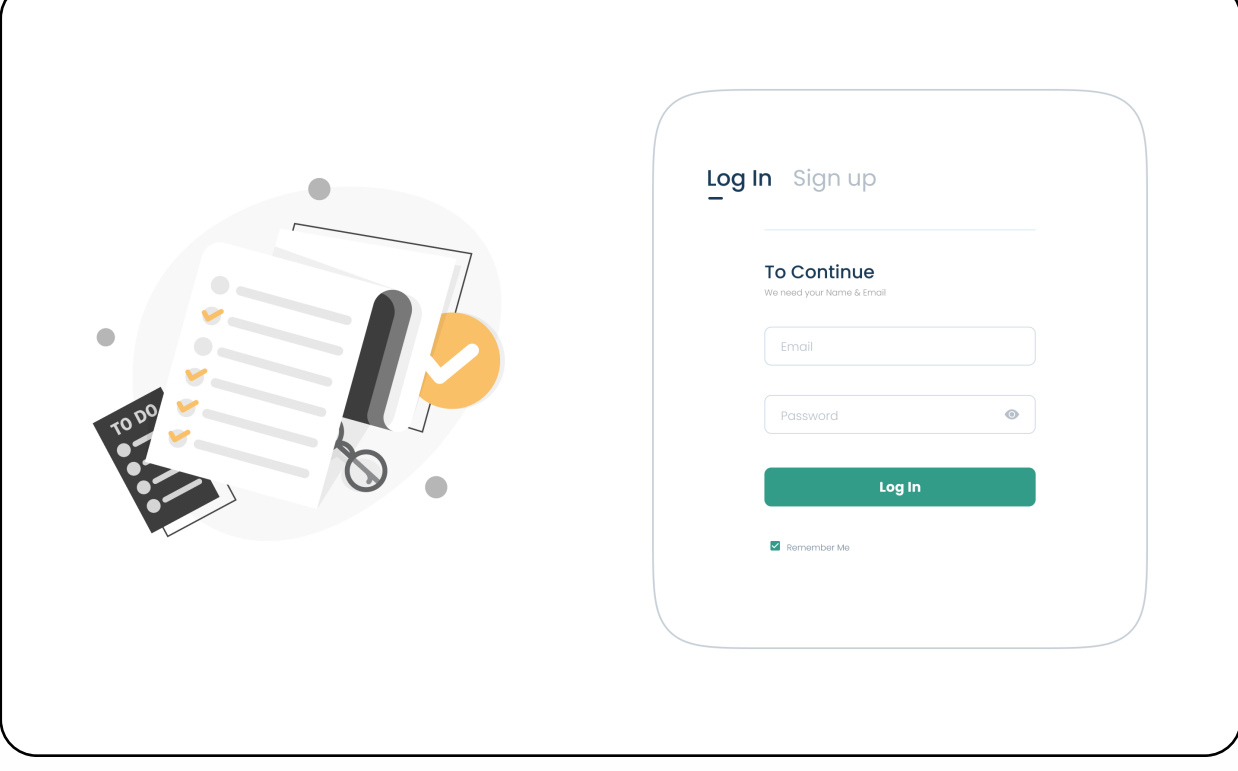 TO DO
Log In Sign up
To Continue
We need your Name & Email
Email
Password
Log In
Remember Me